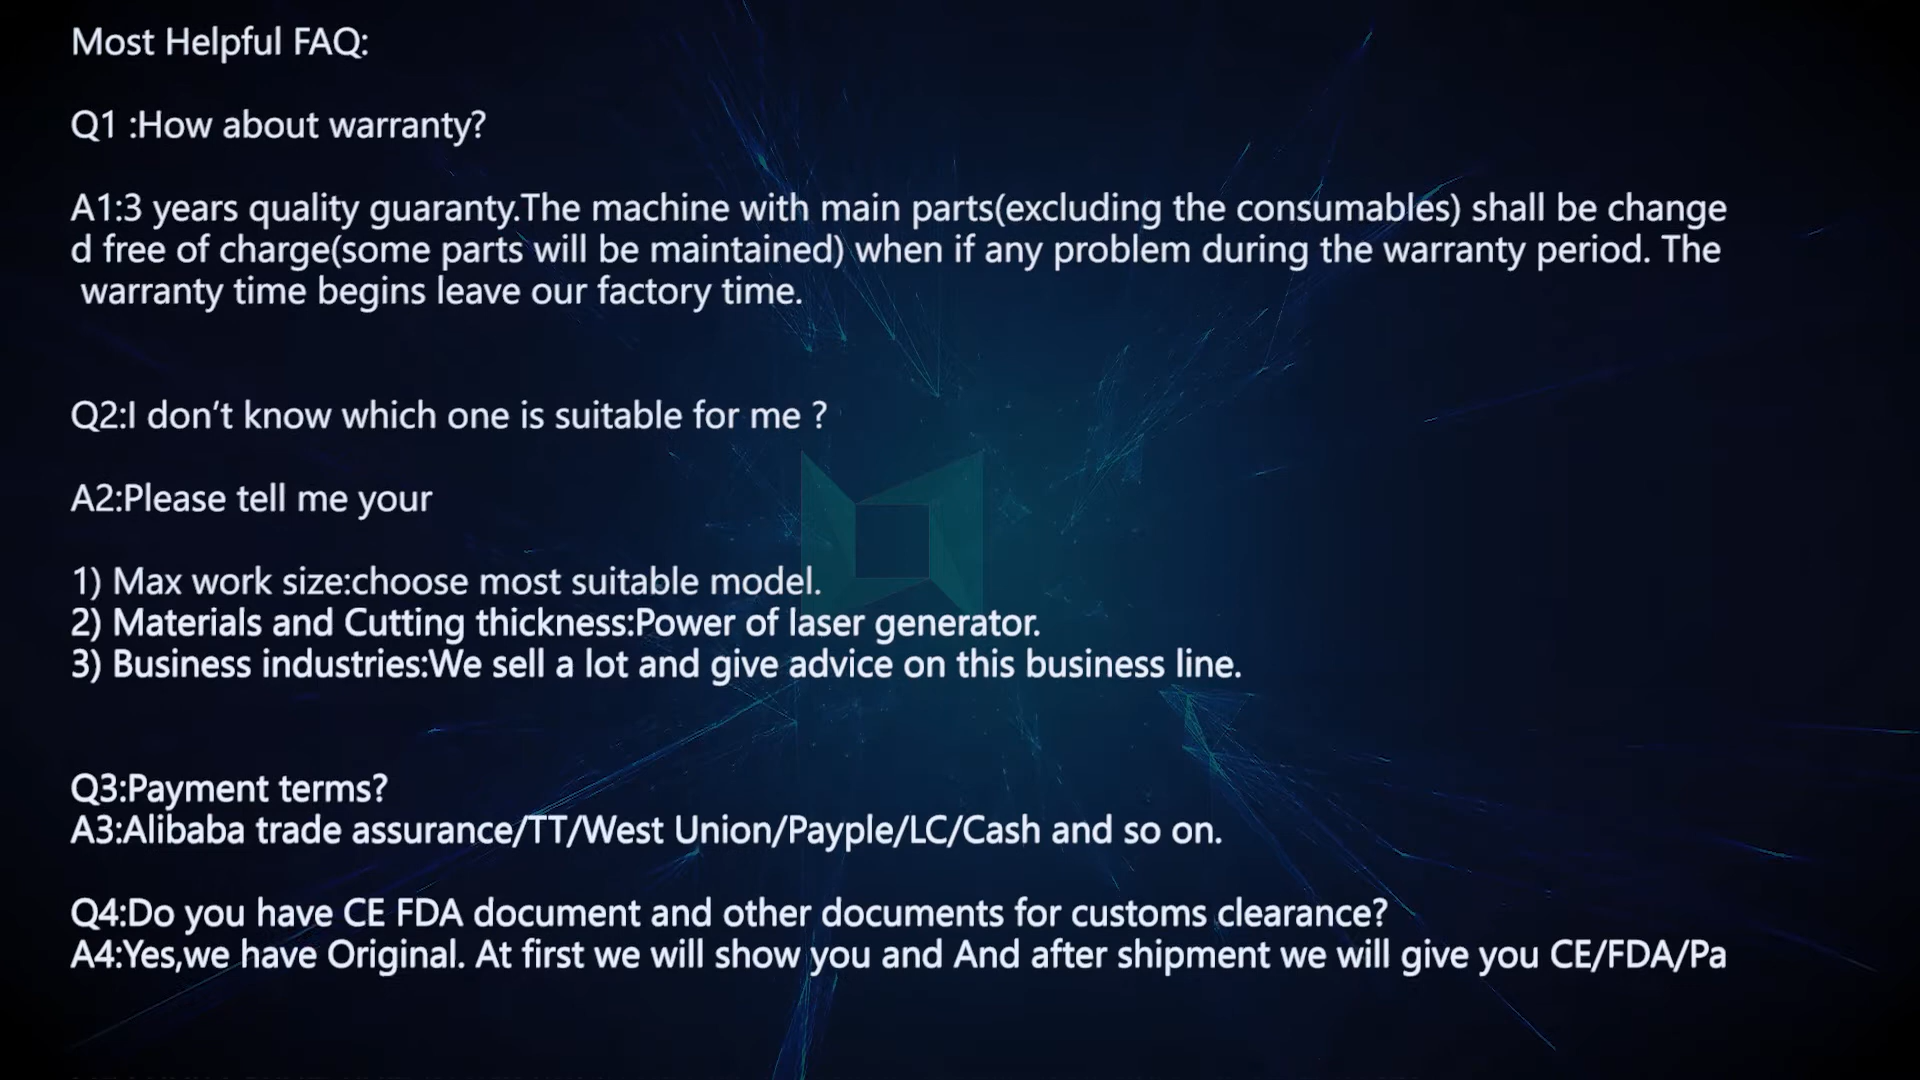 Most Helpful FAQ:
Q1 :How about warranty?
A1:3 years quality guaranty.The machine with main parts(excluding the consumables) shall be change
d free of charge(some parts will be maintained) when if any problem during the warranty period. The
warranty time begins leave our factory time.
Q2:I don’t know which one is suitable for me ?
A2:Please tell me your
1) Max work size:choose most suitable model.
2) Materials and Cutting thickness:Power of laser generator.
3) Business industries:We sell a lot and give advice on this business line.
Q3:Payment terms?
A3:Alibaba trade assurance/TT/West Union/Payple/LC/Cash and so on.
Q4:Do you have CE FDA document and other documents for customs clearance?
A4:Yes,we have Original. At first we will show you and And after shipment we will give you CE/FDA/Pa